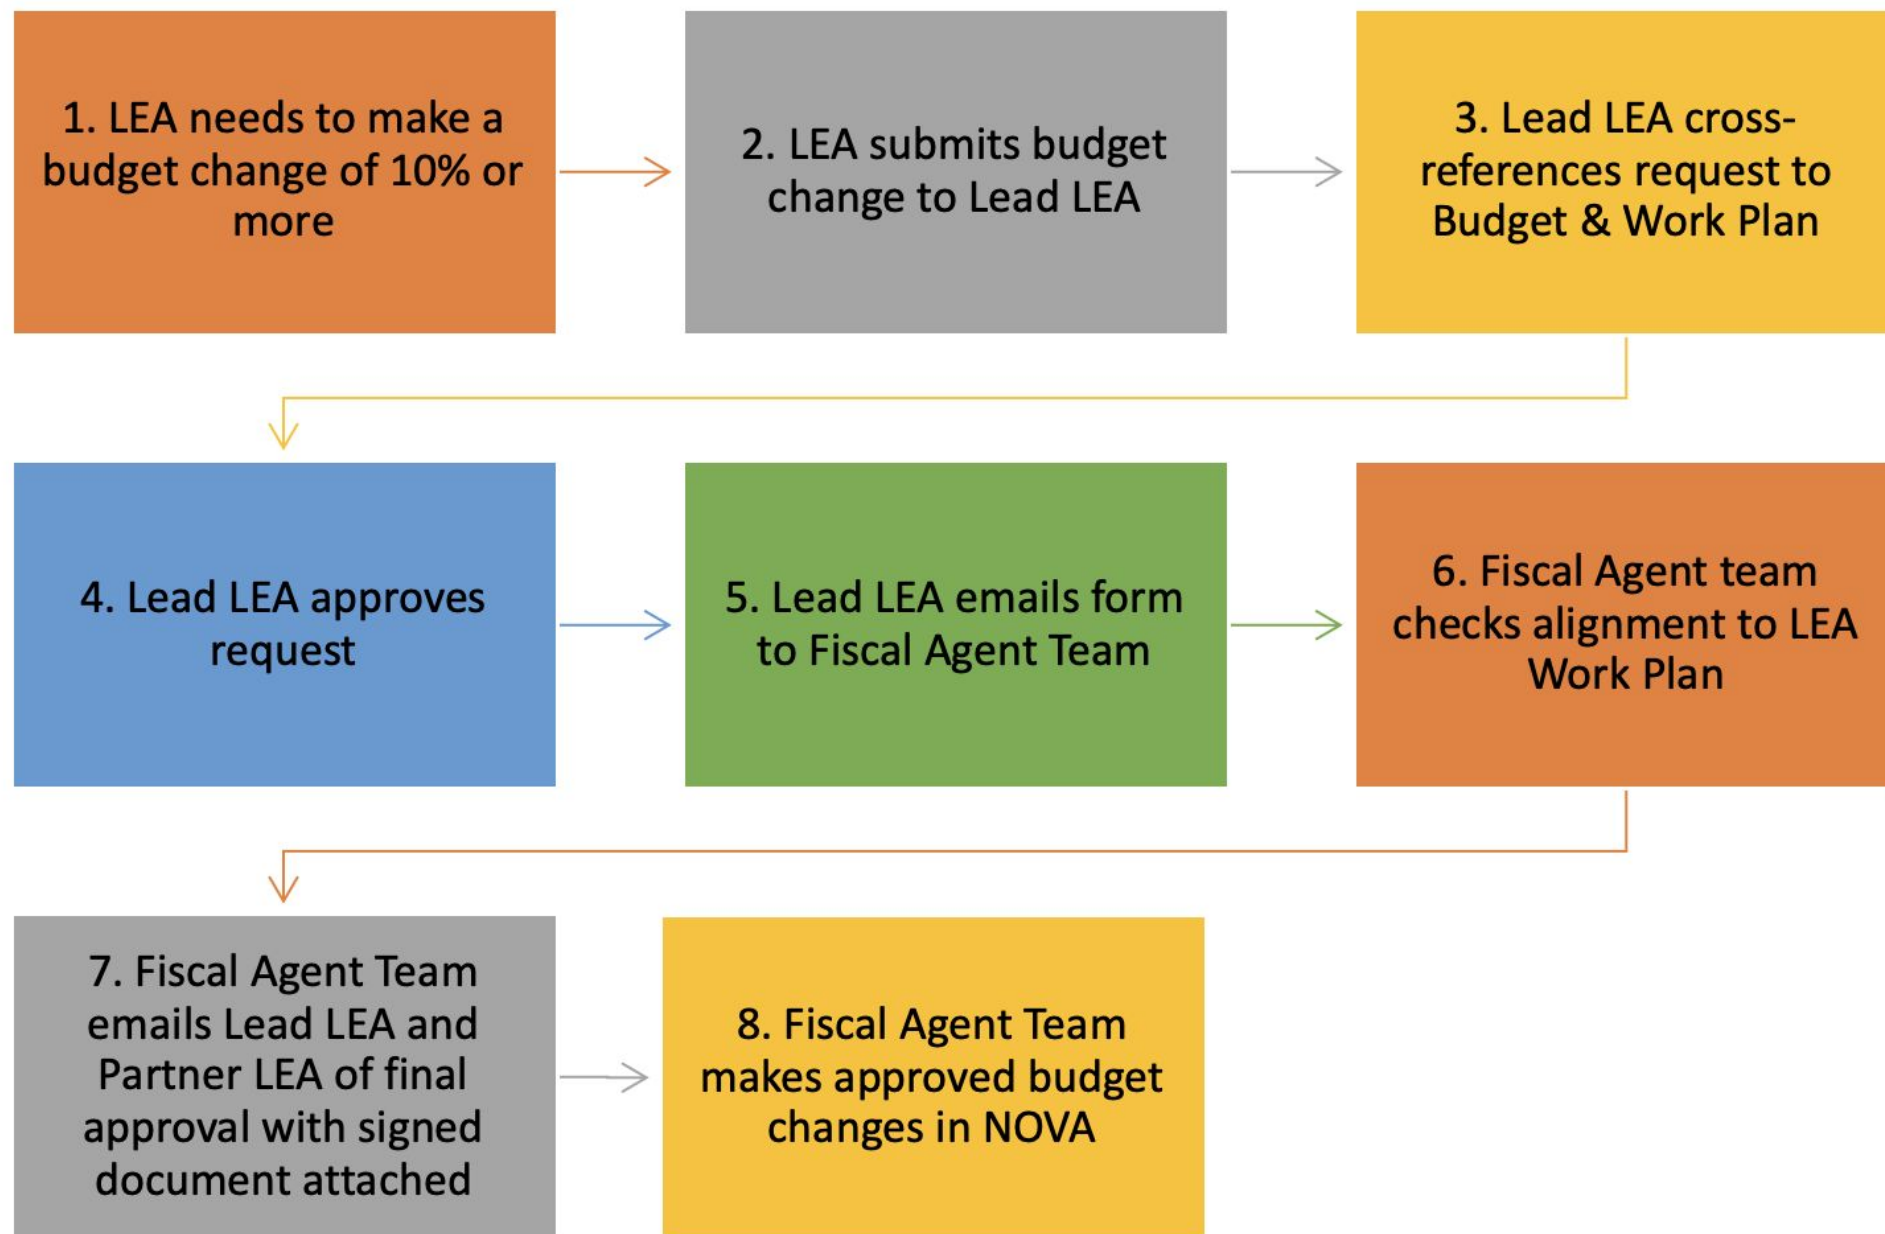 1. LEA needs to make a
budget change of 10% or
more
2. LEA submits budget
change to Lead LEA
3. Lead LEA cross-
references request to
Budget & Work Plan
4. Lead LEA approves
request
5. Lead LEA emails form
to Fiscal Agent Team
6. Fiscal Agent team
checks alignment to LEA
Work Plan
7. Fiscal Agent Team
emails Lead LEA and
Partner LEA of final
approval with signed
document attached
8. Fiscal Agent Team
makes approved budget
changes in NOVA